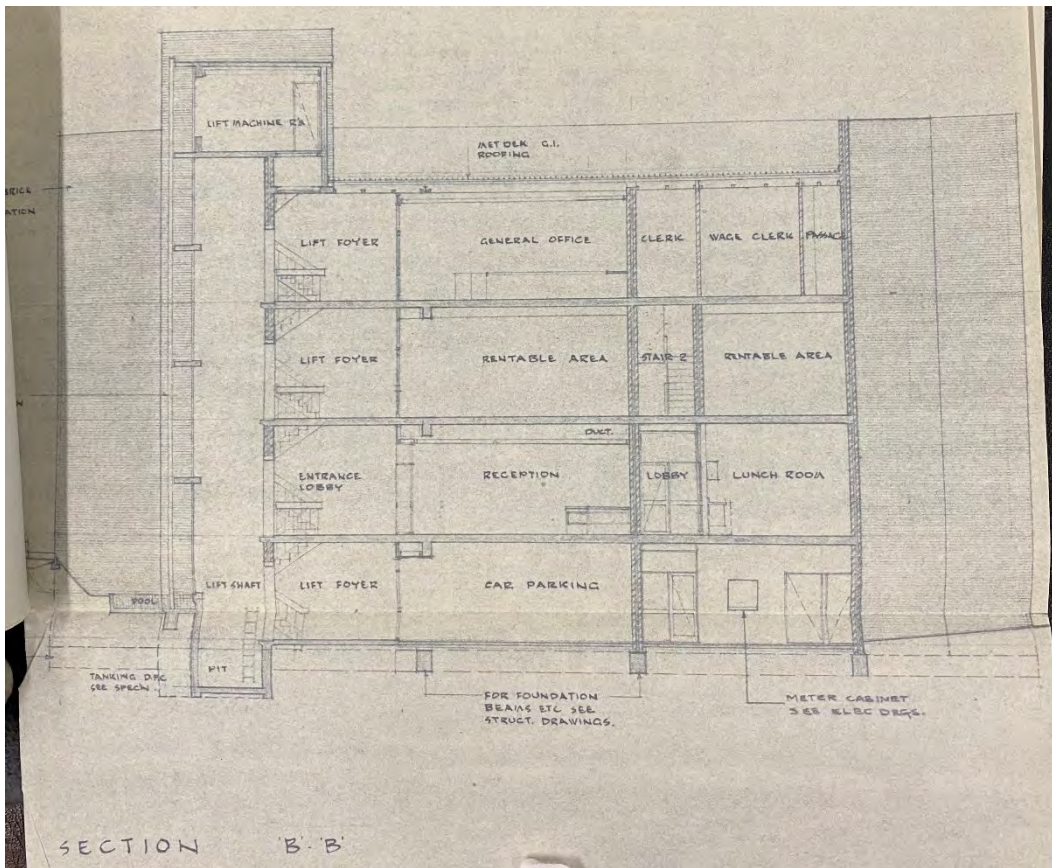 LIFT MACHINE RM
METDEK G.I.
ROOFING
BRICK
ATION
LIFT FOYER
GENERAL OFFICE
CLERK
WAGE CLERK
PASSAGE
LIFT FOYER
RENTABLE AREA
STAIR 2
RENTABLE AREA
DUCT.
ENTRANCE
LOBBY
RECEPTION
LOBBY
LUNCH ROOM
LIFT SHAFT
LIFT FOYER
CAR PARKING
POOL
PIT
TANKING D.P.C
SEE SPECN.
FOR FOUNDATION
BEAMS ETC SEE
STRUCT. DRAWINGS.
METER CABINET
SEE ELEC DRGS.
SECTION 'B'-'B'